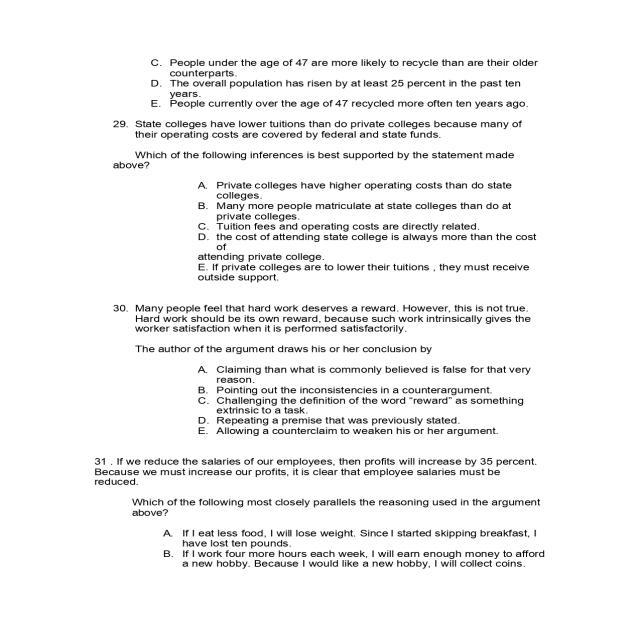 C. People under the age of 47 are more likely to recycle than are their older
counterparts.
D. The overall population has risen by at least 25 percent in the past ten
years.
E. People currently over the age of 47 recycled more often ten years ago.
29. State colleges have lower tuitions than do private colleges because many of
their operating costs are covered by federal and state funds.
Which of the following inferences is best supported by the statement made
above?
A. Private colleges have higher operating costs than do state
colleges.
B. Many more people matriculate at state colleges than do at
private colleges.
C. Tuition fees and operating costs are directly related.
D. the cost of attending state college is always more than the cost
of
attending private college.
E. If private colleges are to lower their tuitions , they must receive
outside support.
30. Many people feel that hard work deserves a reward. However, this is not true.
Hard work should be its own reward, because such work intrinsically gives the
worker satisfaction when it is performed satisfactorily.
The author of the argument draws his or her conclusion by
A. Claiming than what is commonly believed is false for that very
reason.
B. Pointing out the inconsistencies in a counterargument.
C. Challenging the definition of the word “reward” as something
extrinsic to a task.
D. Repeating a premise that was previously stated.
E. Allowing a counterclaim to weaken his or her argument.
31 . If we reduce the salaries of our employees, then profits will increase by 35 percent.
Because we must increase our profits, it is clear that employee salaries must be
reduced.
Which of the following most closely parallels the reasoning used in the argument
above?
A. If I eat less food, I will lose weight. Since I started skipping breakfast, I
have lost ten pounds.
B. If I work four more hours each week, I will earn enough money to afford
a new hobby. Because I would like a new hobby, I will collect coins.